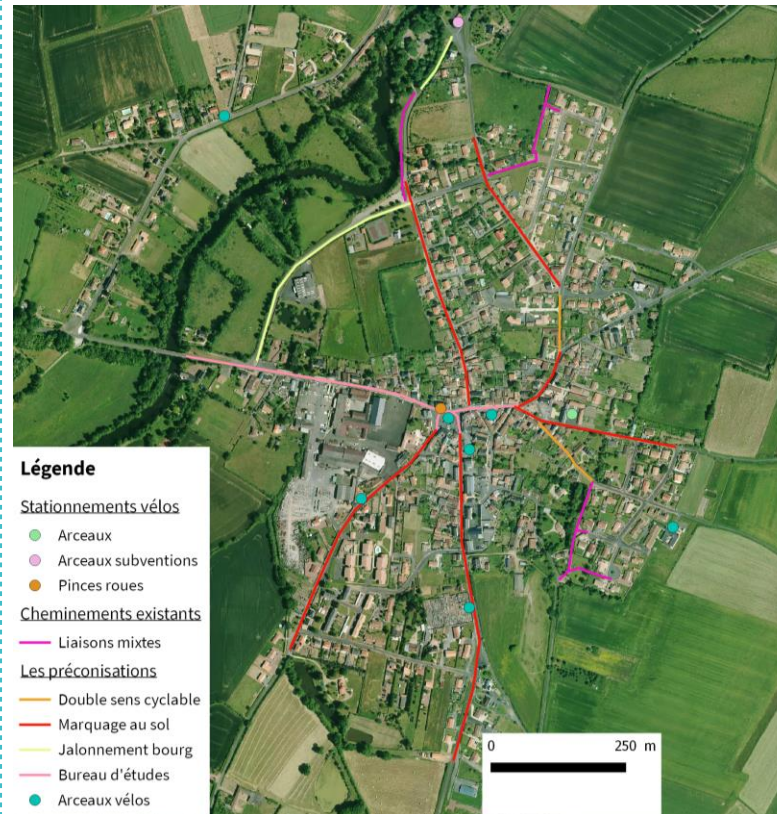 Légende
Stationnements vélos
Arceaux
Arceaux subventions
Pinces roues
Cheminements existants
Liaisons mixtes
Les préconisations
Double sens cyclable
Marquage au sol
Jalonnement bourg
Bureau d'études
Arceaux vélos
0 250 m